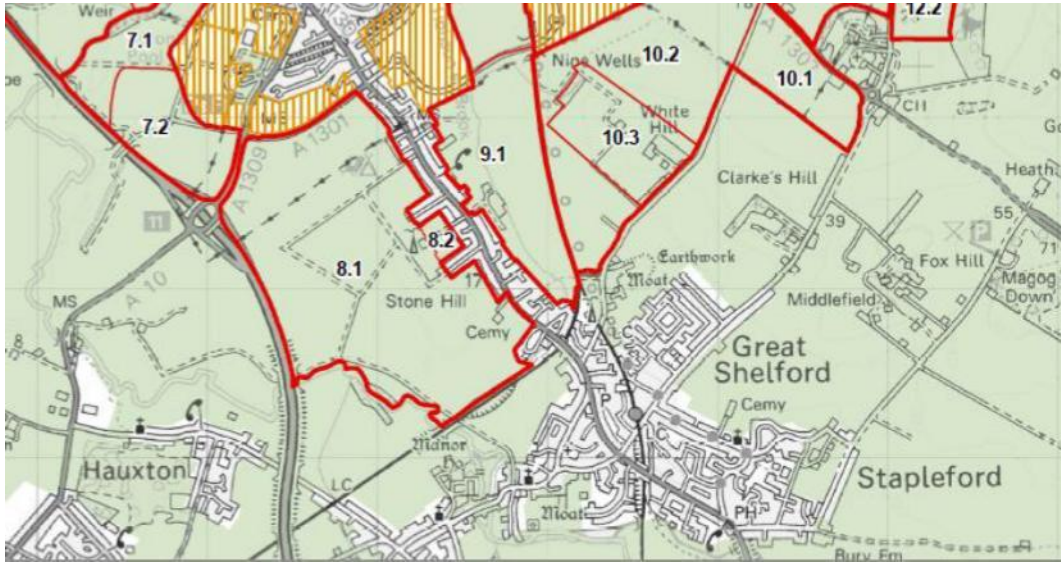 Weir
7.1
A 130
12.2
10.2
Nine Wells
10.1
White
Hill
7.2
A 1301
10.3
CH
9.1
A 1309
Clarke's Hill
Heath
11
8.2
39
55
8.1
Earthwork
Moat
Fox Hill
A 10
17
Stone Hill
Middlefield
Magog
Down
MS
Cemy
LC
Great
Shelford
P
Cemy
Manor
Ho
Hauxton
Stapleford
LC
Moat
PH
Bury Fm